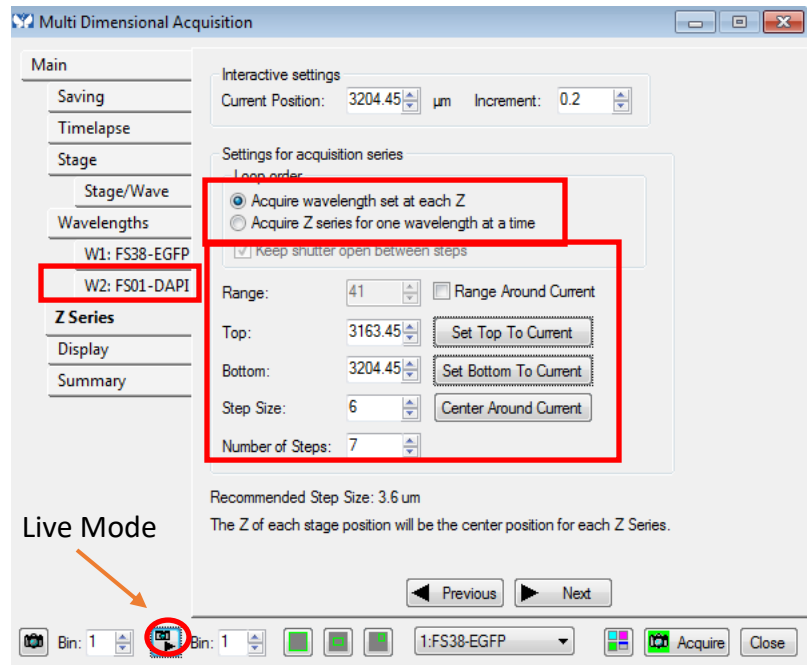 Multi Dimensional Acquisition
Main
Saving
Timelapse
Stage
Stage/Wave
Wavelengths
W1: FS38-EGFP
W2: FS01-DAPI
Z Series
Display
Summary
Interactive settings
Current Position: 3204.45 µm Increment: 0.2
Settings for acquisition series
Loop order
Acquire wavelength set at each Z
Acquire Z series for one wavelength at a time
Keep shutter open between steps
Range: 41 Range Around Current
Top: 3163.45 Set Top To Current
Bottom: 3204.45 Set Bottom To Current
Step Size: 6 Center Around Current
Number of Steps: 7
Recommended Step Size: 3.6 um
The Z of each stage position will be the center position for each Z Series.
Live Mode
Previous Next
Bin: 1 Bin: 1 1:FS38-EGFP Acquire Close